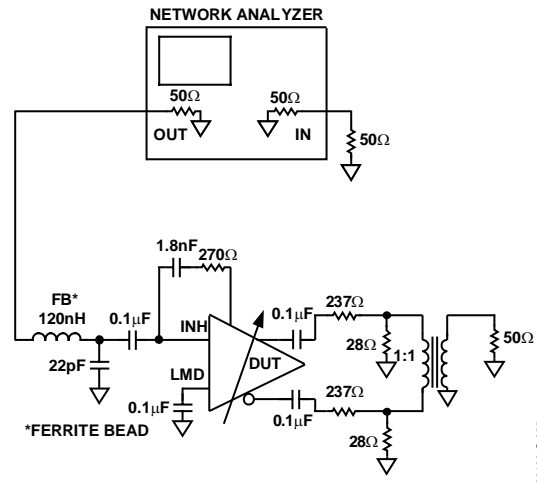 NETWORK ANALYZER
50Ω
50Ω
OUT
IN
50Ω
1.8nF
270Ω
FB*
120nH
0.1μF
INH
0.1μF
237Ω
50Ω
28Ω
1:1
22pF
LMD
DUT
237Ω
0.1μF
0.1μF
28Ω
*FERRITE BEAD